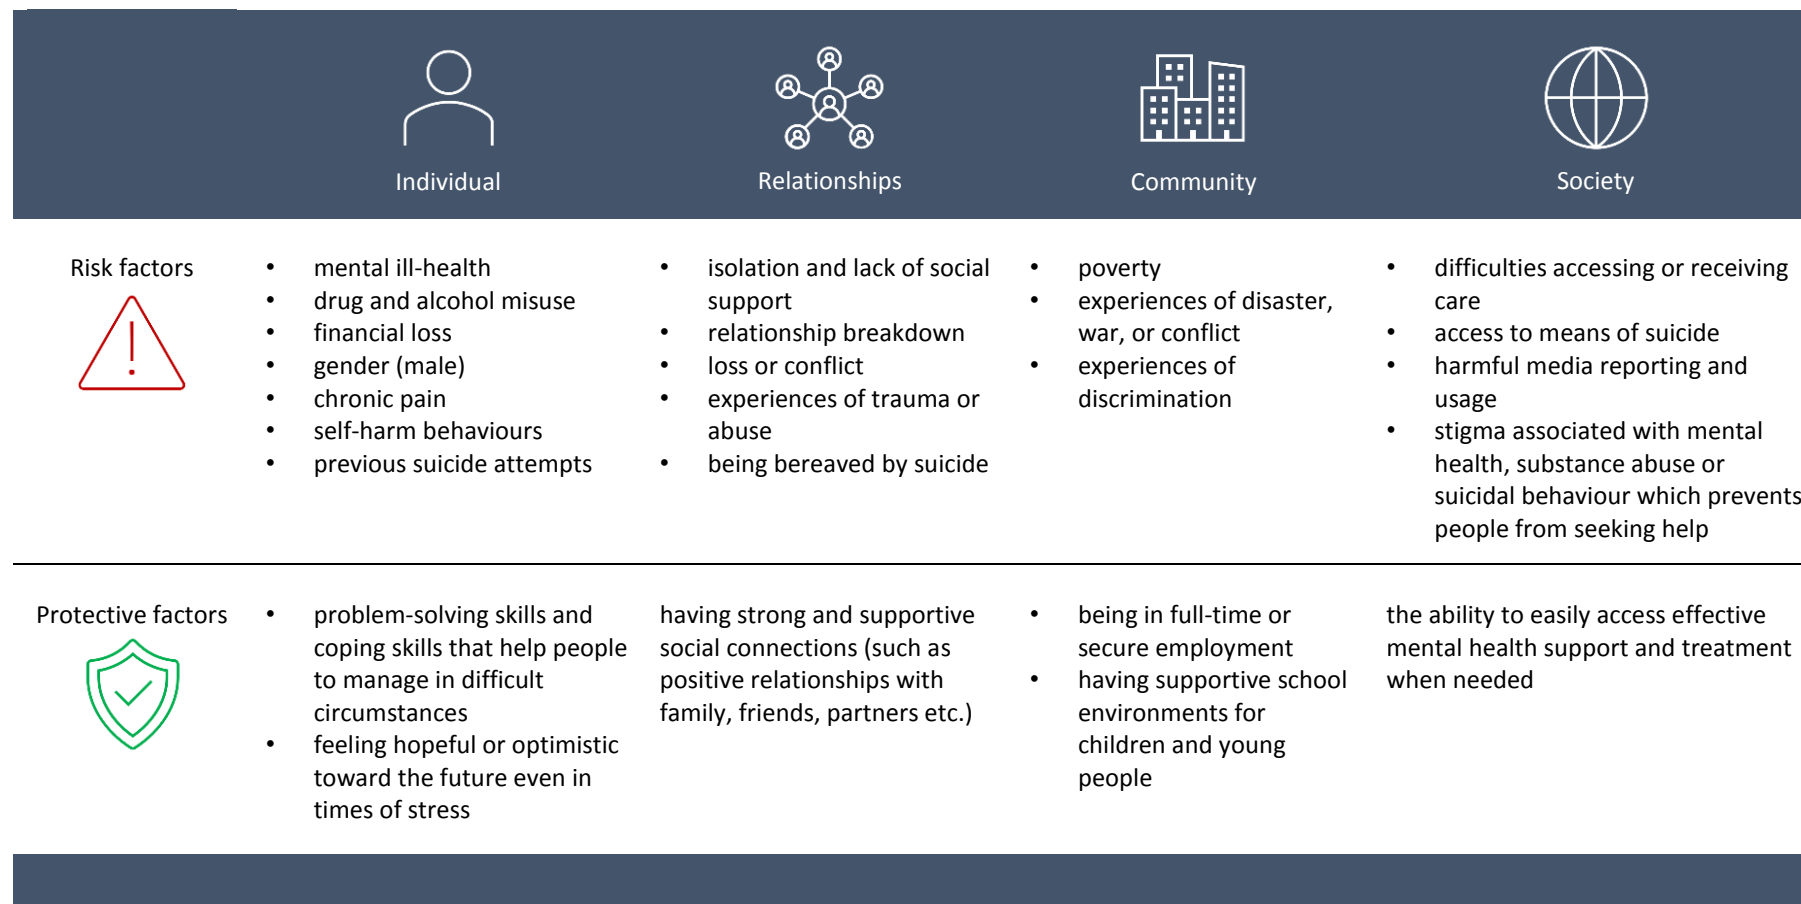 Individual
Relationships
Community
Society
Risk factors
• mental ill-health
• drug and alcohol misuse
• financial loss
• gender (male)
• chronic pain
• self-harm behaviours
• previous suicide attempts
• isolation and lack of social
support
• relationship breakdown
• loss or conflict
• experiences of trauma or
abuse
• being bereaved by suicide
• poverty
• experiences of disaster,
war, or conflict
• experiences of
discrimination
• difficulties accessing or receiving
care
• access to means of suicide
• harmful media reporting and
usage
• stigma associated with mental
health, substance abuse or
suicidal behaviour which prevents
people from seeking help
Protective factors
• problem-solving skills and
coping skills that help people
to manage in difficult
circumstances
• feeling hopeful or optimistic
toward the future even in
times of stress
having strong and supportive
social connections (such as
positive relationships with
family, friends, partners etc.)
• being in full-time or
secure employment
• having supportive school
environments for
children and young
people
the ability to easily access effective
mental health support and treatment
when needed